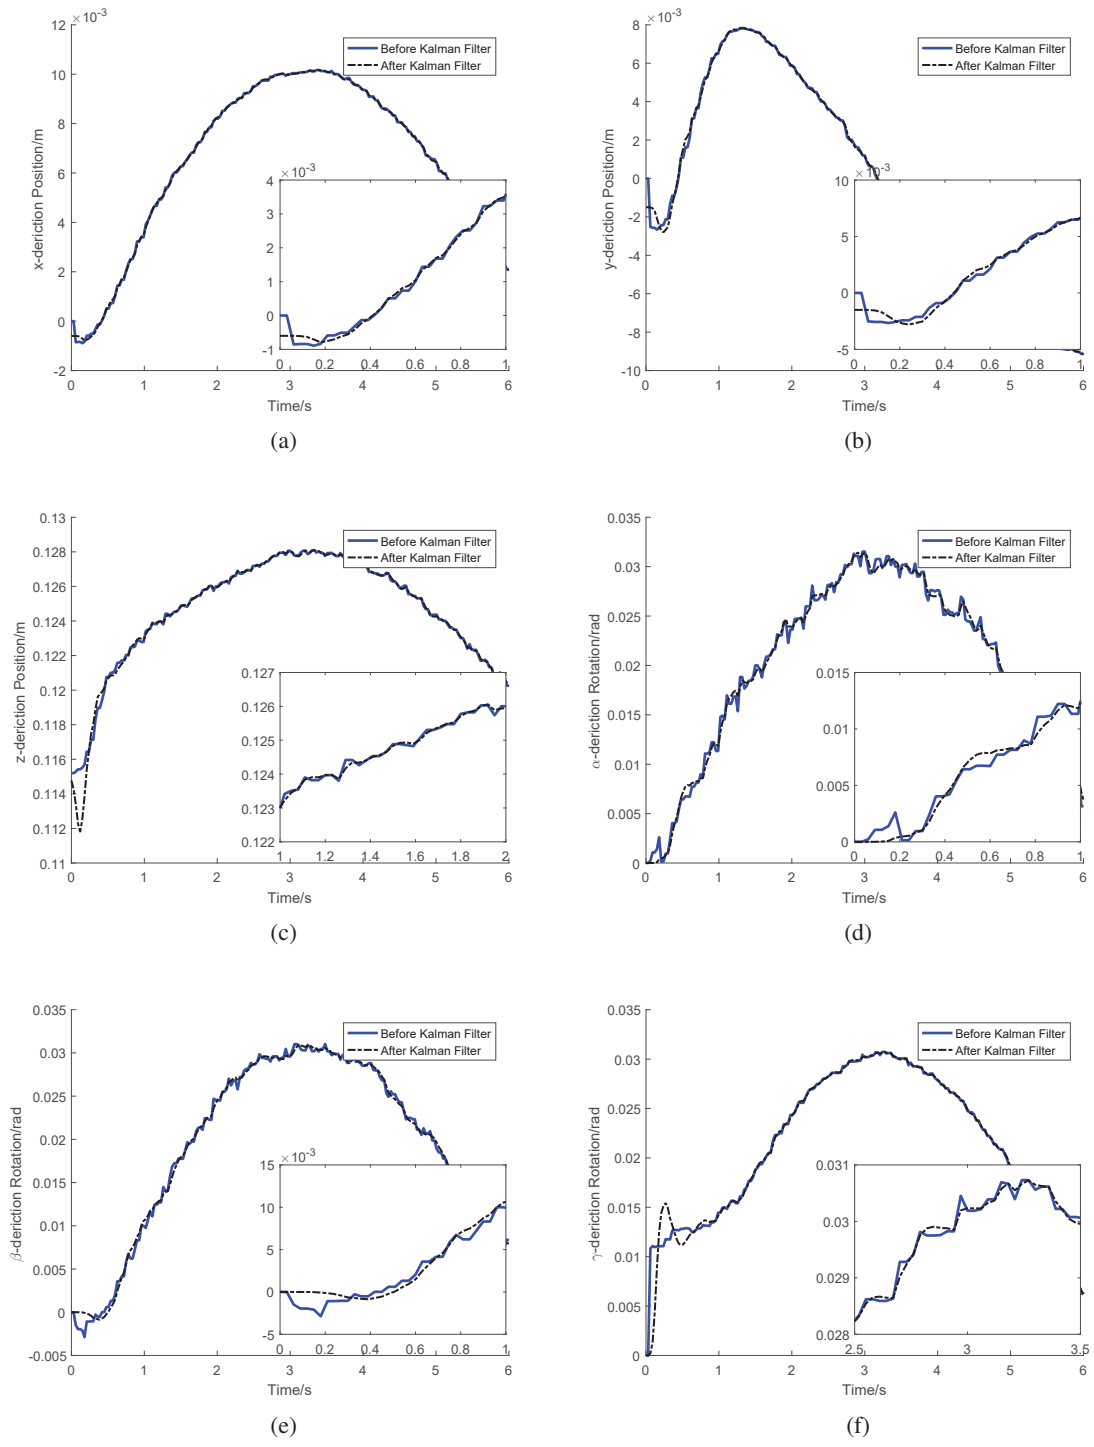 ×10⁻³
12
10
8
6
4
2
0
-2
x-deriction Position/m
Before Kalman Filter
After Kalman Filter
×10⁻³
4
3
2
1
0
-1
0 0.2 0.4 0.6 0.8 1
0 1 2 3 4 5 6
Time/s
(a)
×10⁻³
8
6
4
2
0
-2
-4
-6
-8
-10
y-deriction Position/m
Before Kalman Filter
After Kalman Filter
×10⁻³
10
5
0
-5
0 0.2 0.4 0.6 0.8 1
0 1 2 3 4 5 6
Time/s
(b)
0.13
0.128
0.126
0.124
0.122
0.12
0.118
0.116
0.114
0.112
0.11
z-deriction Position/m
Before Kalman Filter
After Kalman Filter
0.127
0.126
0.125
0.124
0.123
0.122
1 1.2 1.4 1.6 1.8 2
0 1 2 3 4 5 6
Time/s
(c)
0.035
0.03
0.025
0.02
0.015
0.01
0.005
0
α-deriction Rotation/rad
Before Kalman Filter
After Kalman Filter
0.015
0.01
0.005
0
0 0.2 0.4 0.6 0.8 1
0 1 2 3 4 5 6
Time/s
(d)
0.035
0.03
0.025
0.02
0.015
0.01
0.005
0
-0.005
β-deriction Rotation/rad
Before Kalman Filter
After Kalman Filter
×10⁻³
15
10
5
0
-5
0 0.2 0.4 0.6 0.8 1
0 1 2 3 4 5 6
Time/s
(e)
0.035
0.03
0.025
0.02
0.015
0.01
0.005
0
γ-deriction Rotation/rad
Before Kalman Filter
After Kalman Filter
0.031
0.03
0.029
0.028
2.5 3 3.5
0 1 2 3 4 5 6
Time/s
(f)